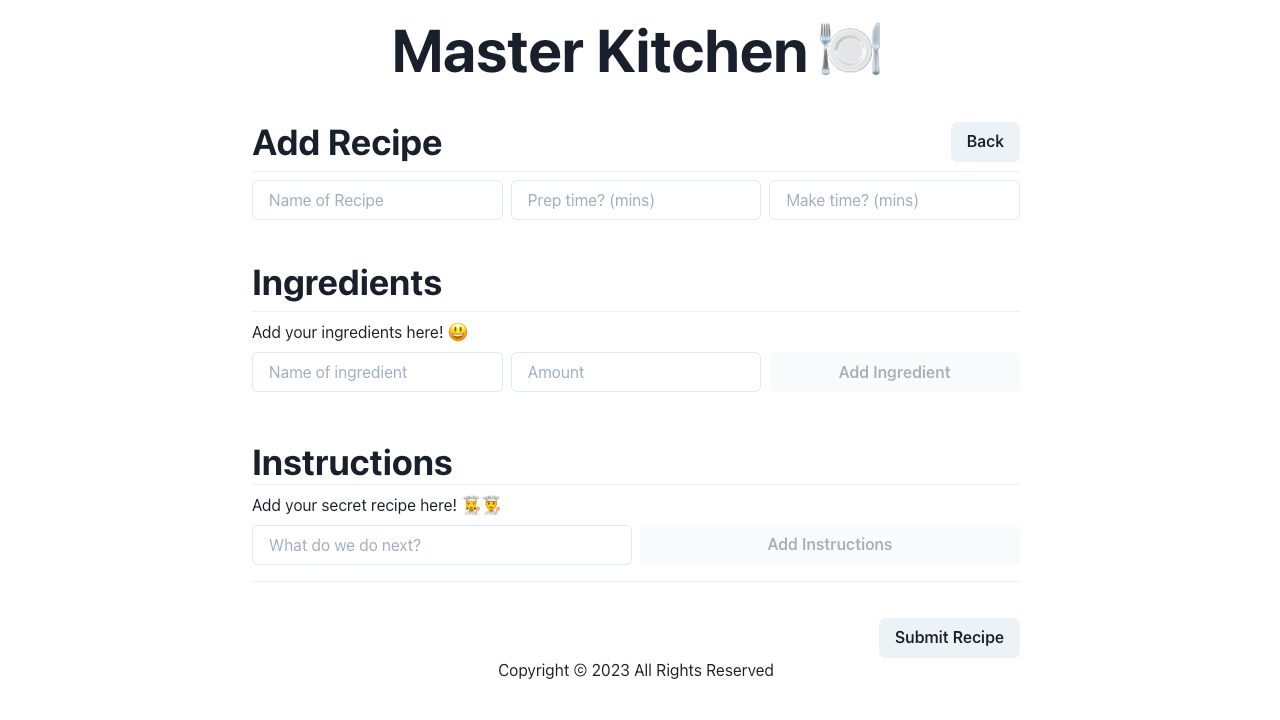 Master Kitchen 🍽️
Add Recipe
Back
Name of Recipe
Prep time? (mins)
Make time? (mins)
Ingredients
Add your ingredients here! 😃
Name of ingredient
Amount
Add Ingredient
Instructions
Add your secret recipe here! 👩‍🍳👨‍🍳
What do we do next?
Add Instructions
Submit Recipe
Copyright © 2023 All Rights Reserved